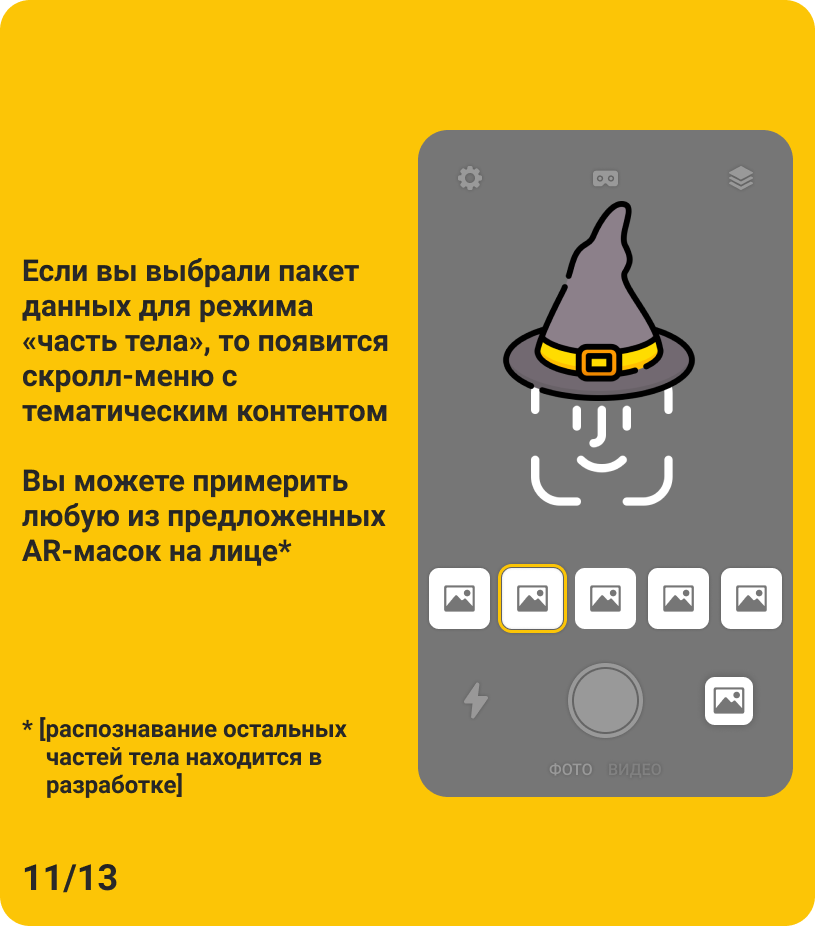 Если вы выбрали пакет
данных для режима
«часть тела», то появится
скролл-меню с
тематическим контентом
Вы можете примерить
любую из предложенных
AR-масок на лице*
* [распознавание остальных
частей тела находится в
разработке]
11/13
ФОТО ВИДЕО